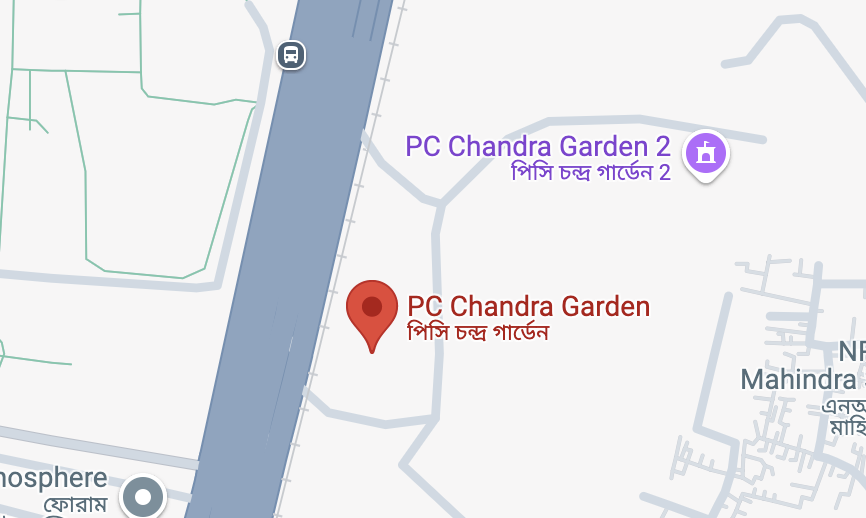 PC Chandra Garden 2
পিসি চন্দ্র গার্ডেন 2
PC Chandra Garden
পিসি চন্দ্র গার্ডেন
Mahindra
ফোরাম